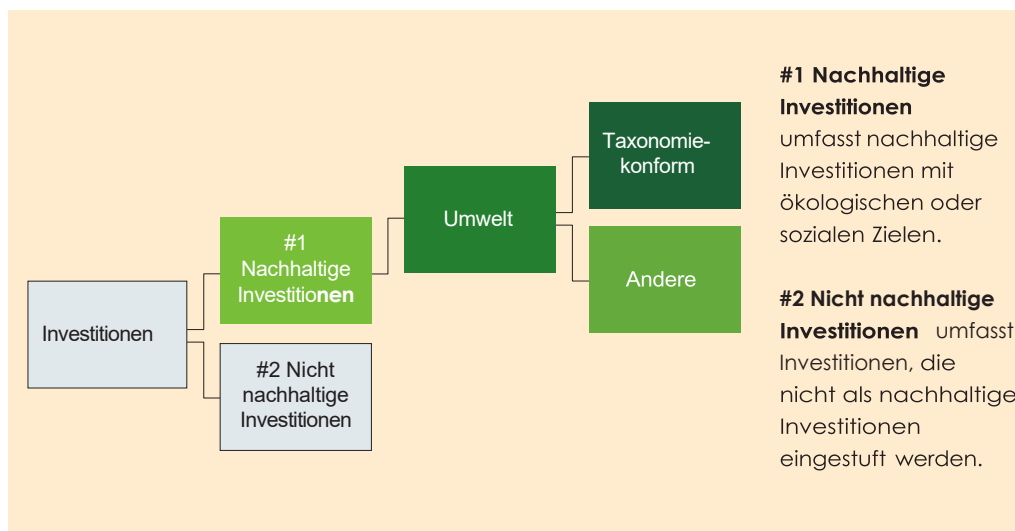 Investitionen
#1
Nachhaltige
Investitionen
#2 Nicht
nachhaltige
Investitionen
Umwelt
Taxonomie-
konform
Andere
#1 Nachhaltige
Investitionen
umfasst nachhaltige
Investitionen mit
ökologischen oder
sozialen Zielen.
#2 Nicht nachhaltige
Investitionen umfasst
Investitionen, die
nicht als nachhaltige
Investitionen
eingestuft werden.